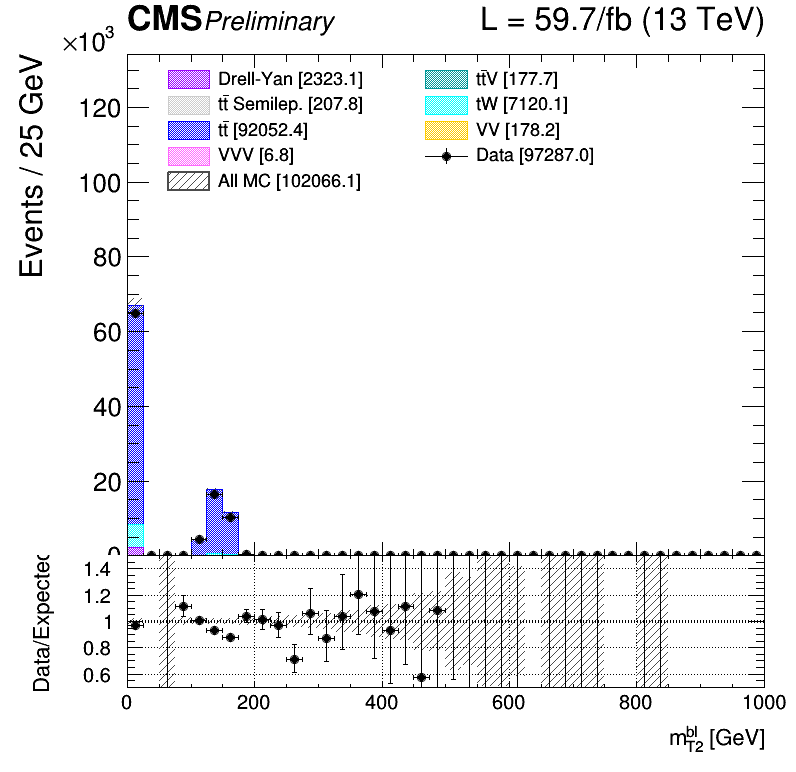 CMS Preliminary L = 59.7/fb (13 TeV)
×10³
Events / 25 GeV
Drell-Yan [2323.1]
tt̄ Semilep. [207.8]
tt̄ [92052.4]
VVV [6.8]
All MC [102066.1]
tt̄V [177.7]
tW [7120.1]
VV [178.2]
Data [97287.0]
120
100
80
60
40
20
0
Data/Expected
1.4
1.2
1
0.8
0.6
0 200 400 600 800 1000
m_{T2}^{bl} [GeV]